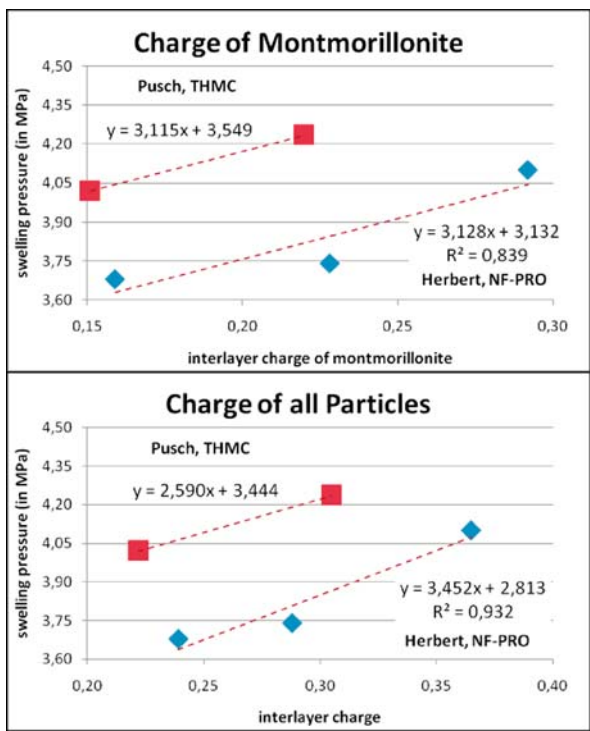 Charge of Montmorillonite
4,50
Pusch, THMC
4,35
y = 3,115x + 3,549
4,20
4,05
y = 3,128x + 3,132
3,90
R² = 0,839
3,75
Herbert, NF-PRO
3,60
swelling pressure (in MPa)
0,15 0,20 0,25 0,30
interlayer charge of montmorillonite
Charge of all Particles
4,50
Pusch, THMC
4,35
y = 2,590x + 3,444
4,20
4,05
3,90
y = 3,452x + 2,813
R² = 0,932
3,75
Herbert, NF-PRO
3,60
swelling pressure (in MPa)
0,20 0,25 0,30 0,35 0,40
interlayer charge